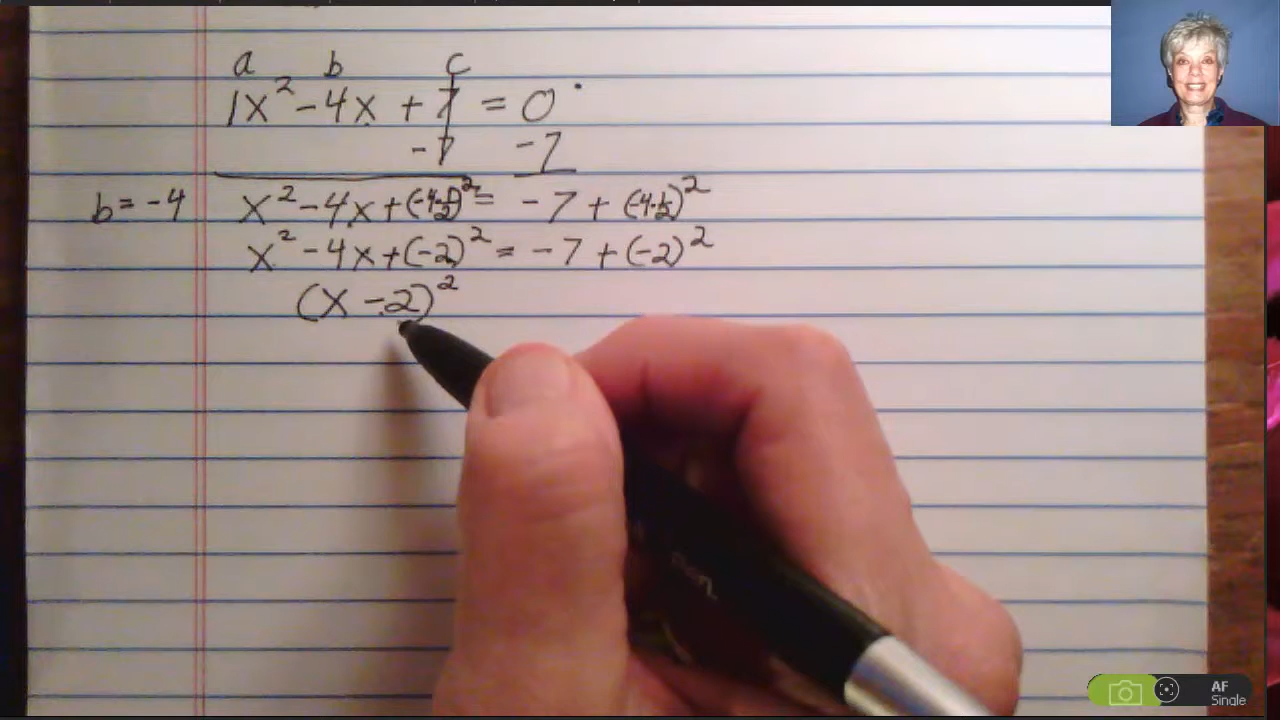 a b c
1x² - 4x + 7 = 0
- 7 - 7
b = -4 x² - 4x + (-4·½)² = -7 + (-4·½)²
x² - 4x + (-2)² = -7 + (-2)²
(x - 2)²
AF
Single